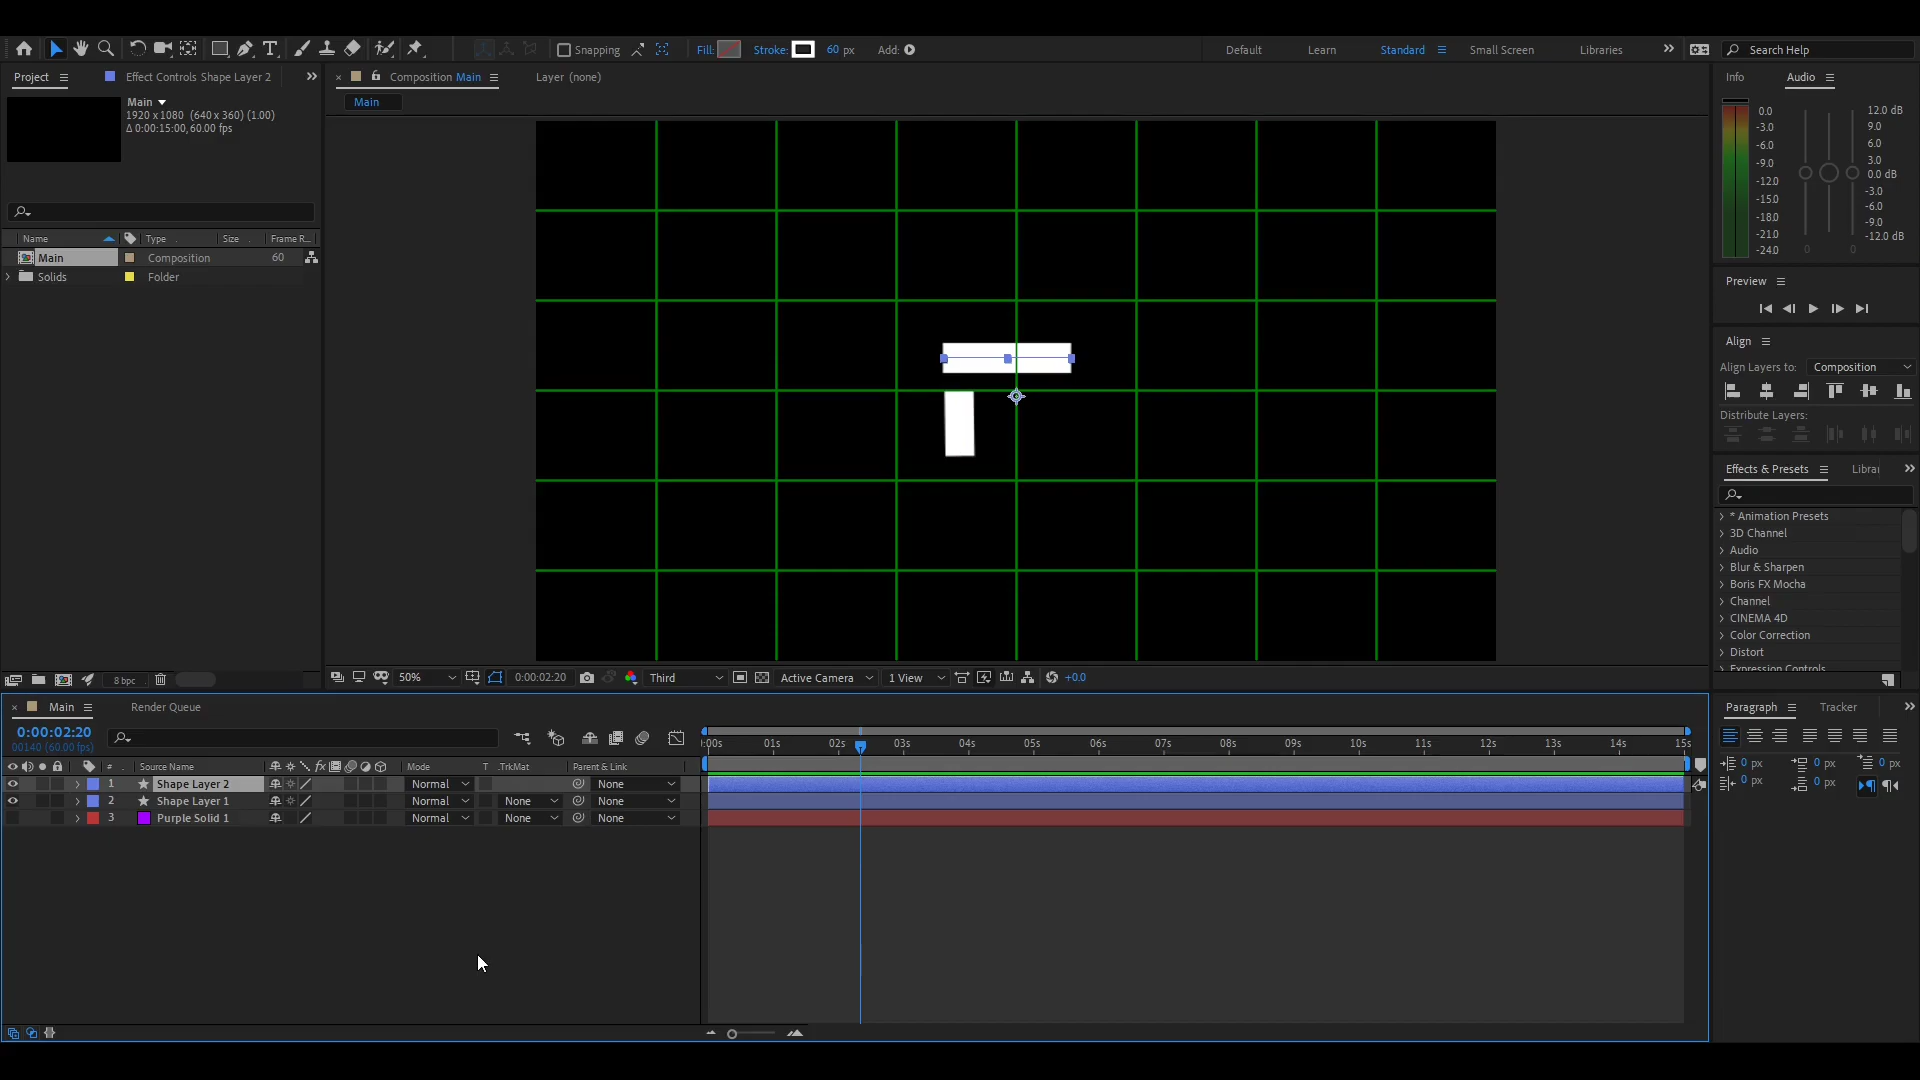 Snapping
Fill:
Stroke:
60 px
Add:
Default
Learn
Standard
Small Screen
Libraries
Search Help
Project
Effect Controls Shape Layer 2
Composition Main
Layer (none)
Info
Audio
Main
1920 x 1080 (640 x 360) (1.00)
Δ 0:00:15:00, 60.00 fps
Main
0.0
-3.0
-6.0
-9.0
-12.0
-15.0
-18.0
-21.0
-24.0
0
0
12.0 dB
9.0
6.0
3.0
0.0 dB
-3.0
-6.0
-9.0
-12.0 dB
Name
Type
Size
Frame R...
Main
Composition
60
Solids
Folder
Preview
Align
Align Layers to:
Composition
Distribute Layers:
Effects & Presets
* Animation Presets
3D Channel
Audio
Blur & Sharpen
Boris FX Mocha
Channel
CINEMA 4D
Color Correction
Distort
Expression Controls
8 bpc
50%
0:00:02:20
Third
Active Camera
1 View
+0.0
Main
Render Queue
Paragraph
Tracker
0:00:02:20
00140 (60.00 fps)
:00s 01s 02s 03s 04s 05s 06s 07s 08s 09s 10s 11s 12s 13s 14s 15s
# Source Name
fx
Mode
T .TrkMat
Parent & Link
1 Shape Layer 2 Normal None
2 Shape Layer 1 Normal None None
3 Purple Solid 1 Normal None None
0 px
0 px
0 px
0 px
0 px